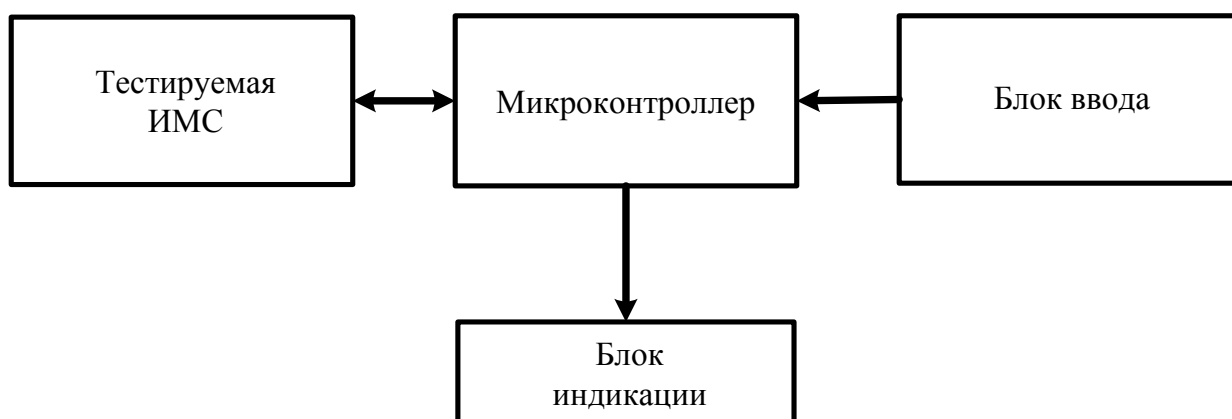 Тестируемая
ИМС
Микроконтроллер
Блок ввода
Блок
индикации